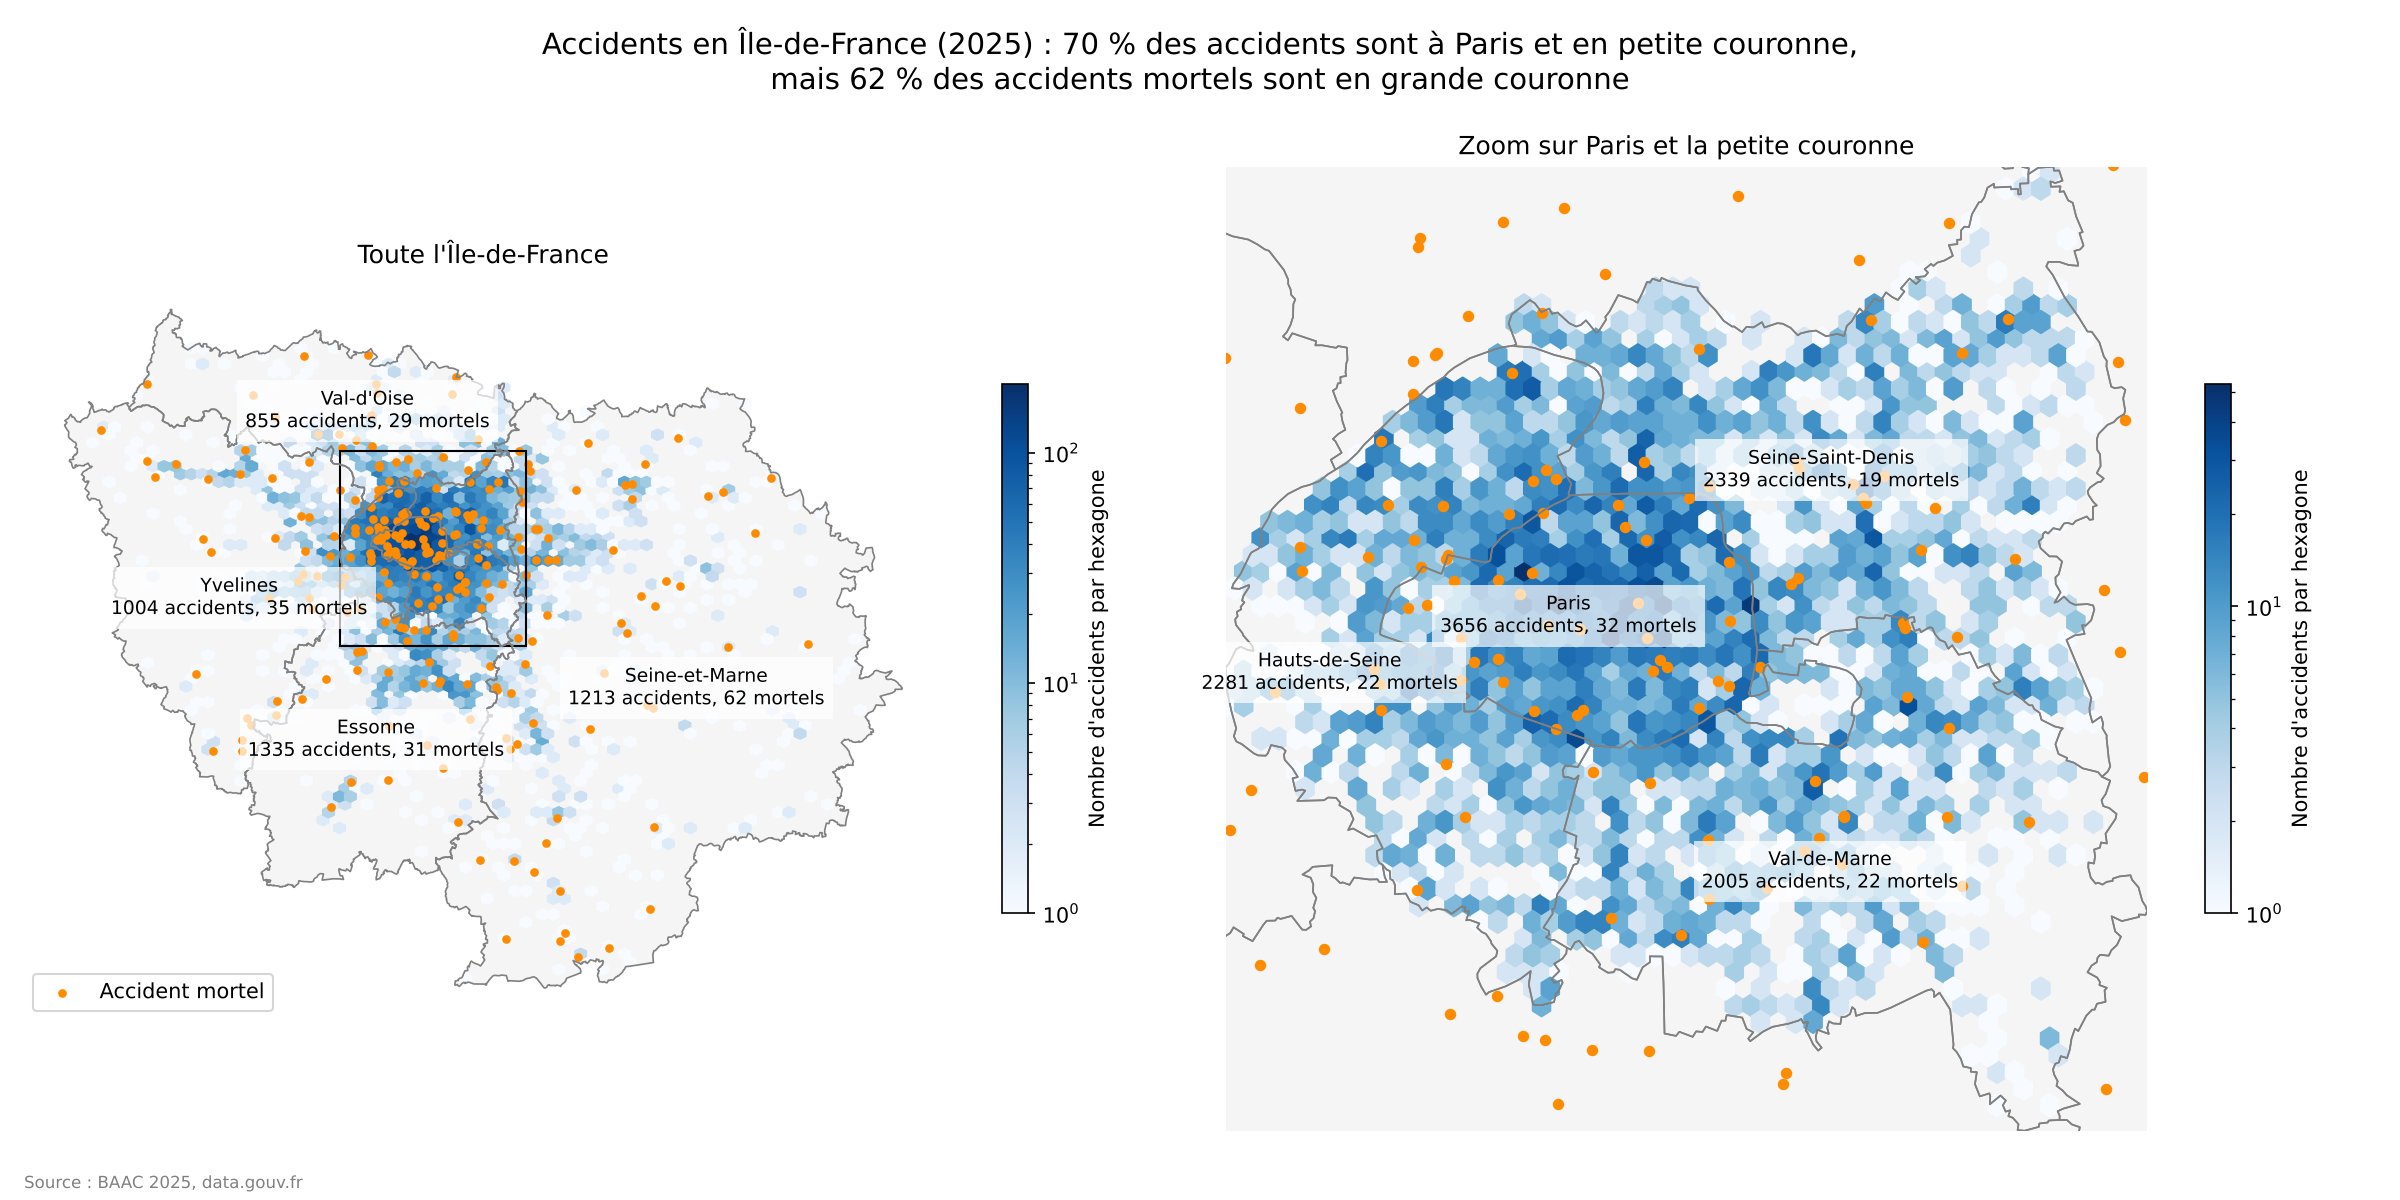 Accidents en Île-de-France (2025) : 70 % des accidents sont à Paris et en petite couronne,
mais 62 % des accidents mortels sont en grande couronne
Toute l'Île-de-France
Val-d'Oise
855 accidents, 29 mortels
Yvelines
1004 accidents, 35 mortels
Seine-et-Marne
1213 accidents, 62 mortels
Essonne
1335 accidents, 31 mortels
Accident mortel
10²
10¹
10⁰
Nombre d'accidents par hexagone
Zoom sur Paris et la petite couronne
Seine-Saint-Denis
2339 accidents, 19 mortels
Paris
3656 accidents, 32 mortels
Hauts-de-Seine
2281 accidents, 22 mortels
Val-de-Marne
2005 accidents, 22 mortels
10¹
10⁰
Nombre d'accidents par hexagone
Source : BAAC 2025, data.gouv.fr